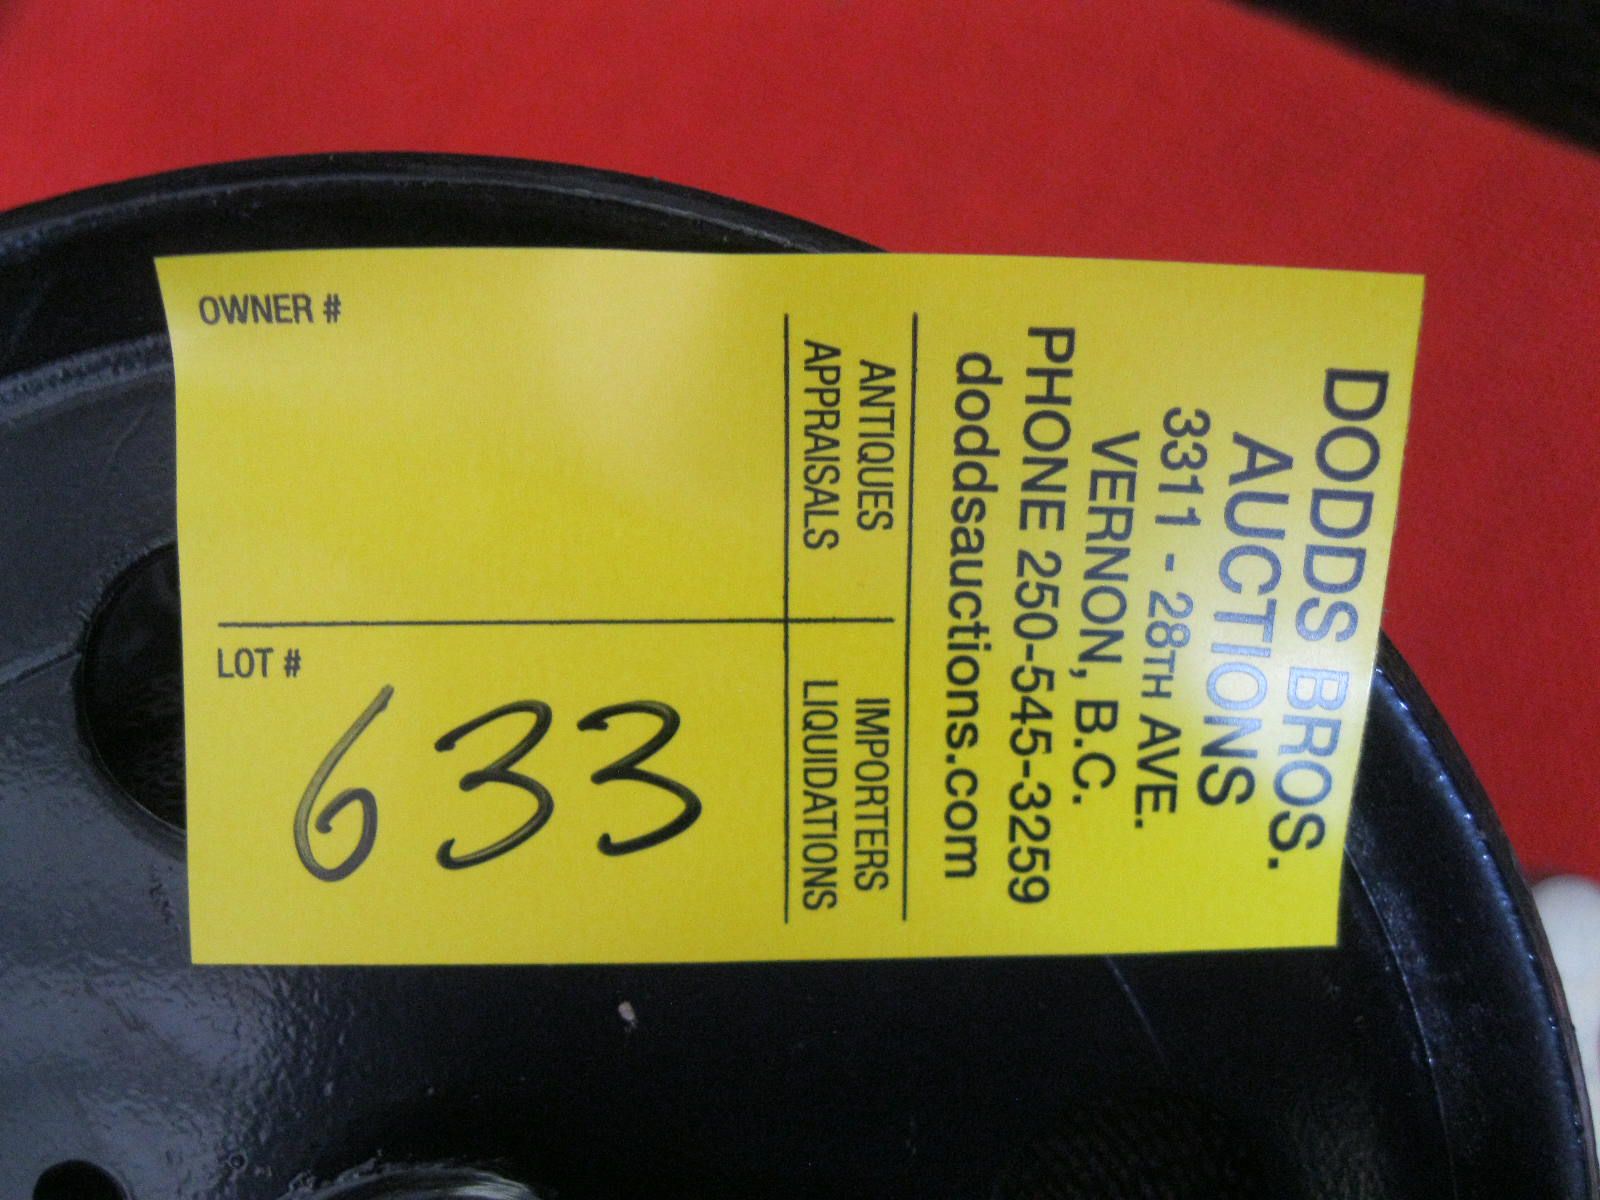 DODDS BROS.
AUCTIONS
3311 - 28TH AVE.
VERNON, B.C.
PHONE 250-545-3259
doddsauctions.com
ANTIQUES
APPRAISALS
IMPORTERS
LIQUIDATIONS
OWNER #
LOT #
633